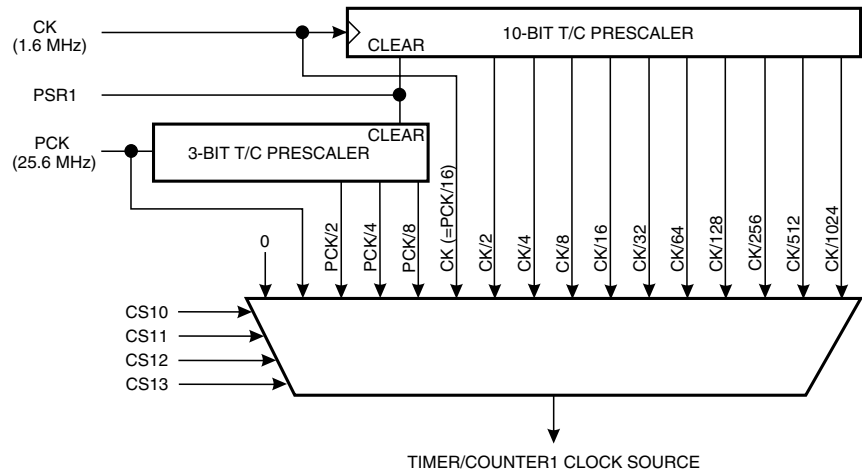 CK
(1.6 MHz)
10-BIT T/C PRESCALER
CLEAR
PSR1
CLEAR
PCK
(25.6 MHz)
3-BIT T/C PRESCALER
0
PCK/2
PCK/4
PCK/8
CK (=PCK/16)
CK/2
CK/4
CK/8
CK/16
CK/32
CK/64
CK/128
CK/256
CK/512
CK/1024
CS10
CS11
CS12
CS13
TIMER/COUNTER1 CLOCK SOURCE